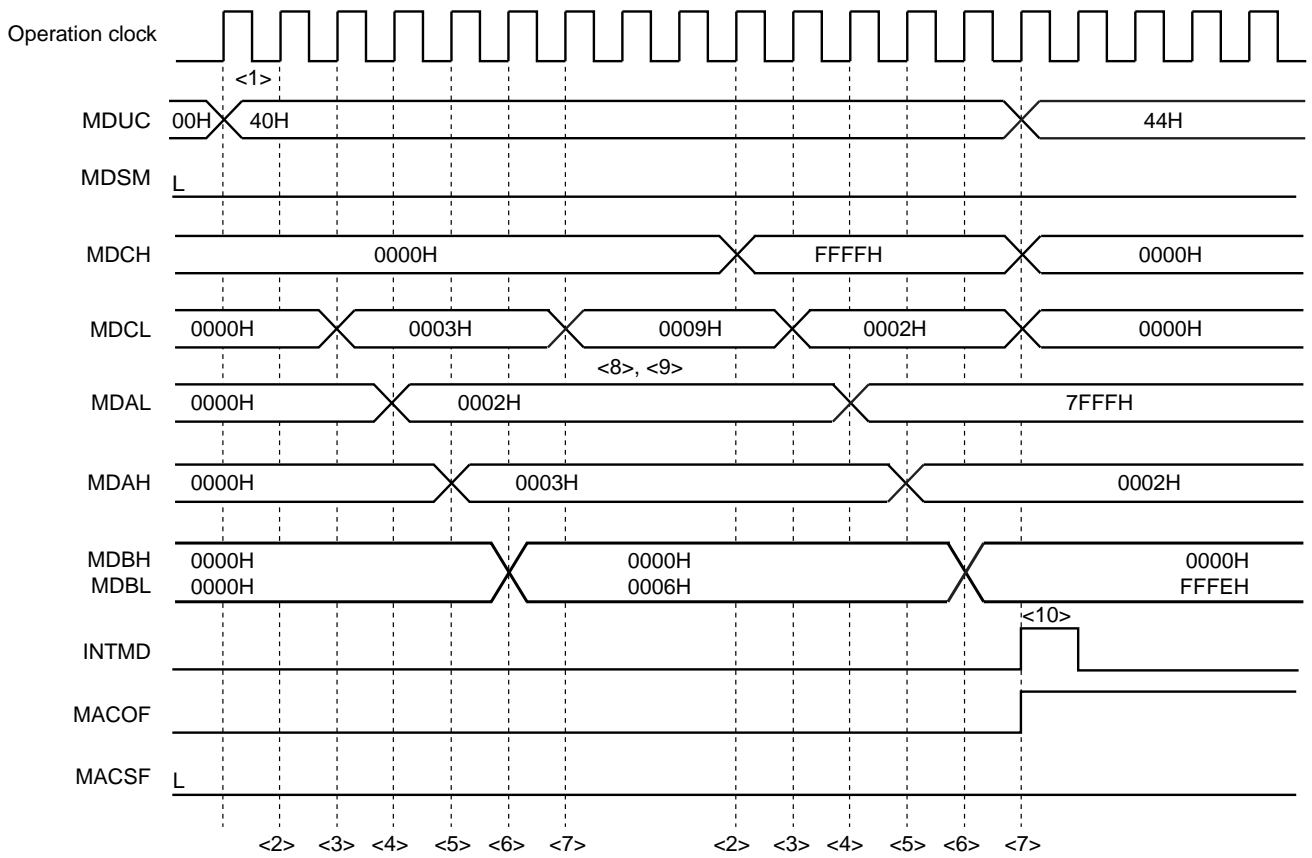 Operation clock
<1>
MDUC 00H 40H 44H
MDSM L
MDCH 0000H FFFFH 0000H
MDCL 0000H 0003H 0009H 0002H 0000H
<8>, <9>
MDAL 0000H 0002H 7FFFH
MDAH 0000H 0003H 0002H
MDBH 0000H 0000H 0000H
MDBL 0000H 0006H FFFEH
<10>
INTMD
MACOF
MACSF L
<2> <3> <4> <5> <6> <7> <2> <3> <4> <5> <6> <7>